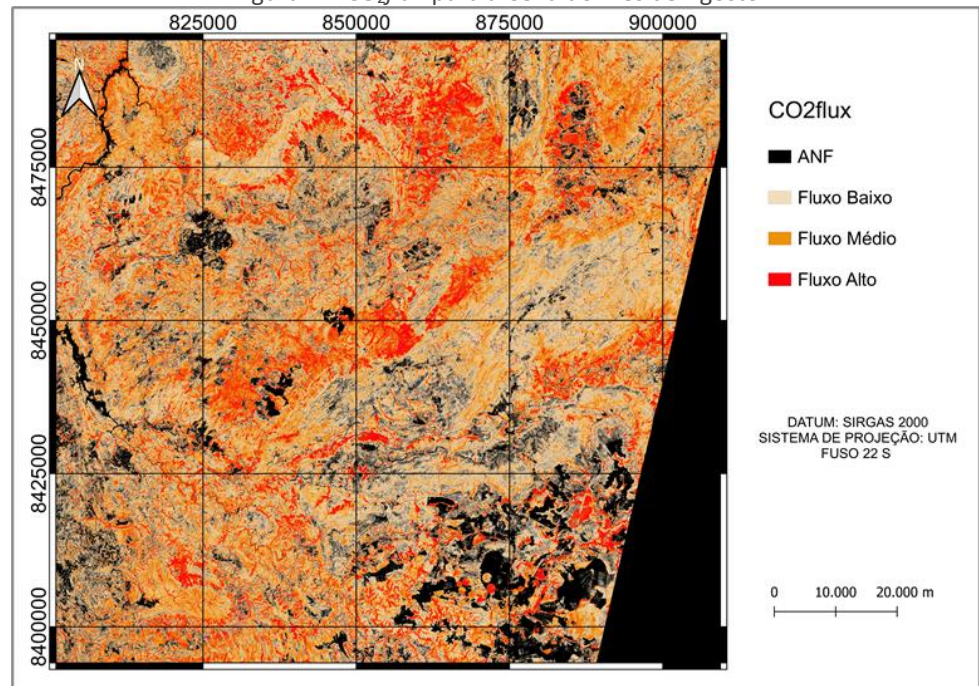 825000 850000 875000 900000
N
8475000
8450000
8425000
8400000
CO2flux
ANF
Fluxo Baixo
Fluxo Médio
Fluxo Alto
DATUM: SIRGAS 2000
SISTEMA DE PROJEÇÃO: UTM
FUSO 22 S
0 10.000 20.000 m